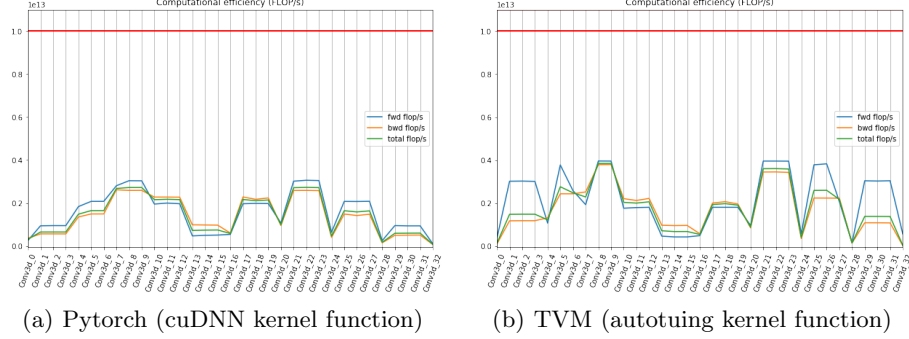 Computational efficiency (FLOP/s)
1e13
1.0
0.8
0.6
0.4
0.2
0.0
fwd flop/s
bwd flop/s
total flop/s
Conv3d_0
Conv3d_1
Conv3d_2
Conv3d_3
Conv3d_4
Conv3d_5
Conv3d_6
Conv3d_7
Conv3d_8
Conv3d_9
Conv3d_10
Conv3d_11
Conv3d_12
Conv3d_13
Conv3d_14
Conv3d_15
Conv3d_16
Conv3d_17
Conv3d_18
Conv3d_19
Conv3d_20
Conv3d_21
Conv3d_22
Conv3d_23
Conv3d_24
Conv3d_25
Conv3d_26
Conv3d_27
Conv3d_28
Conv3d_29
Conv3d_30
Conv3d_31
Conv3d_32
(a) Pytorch (cuDNN kernel function)
Computational efficiency (FLOP/s)
1e13
1.0
0.8
0.6
0.4
0.2
0.0
fwd flop/s
bwd flop/s
total flop/s
Conv3d_0
Conv3d_1
Conv3d_2
Conv3d_3
Conv3d_4
Conv3d_5
Conv3d_6
Conv3d_7
Conv3d_8
Conv3d_9
Conv3d_10
Conv3d_11
Conv3d_12
Conv3d_13
Conv3d_14
Conv3d_15
Conv3d_16
Conv3d_17
Conv3d_18
Conv3d_19
Conv3d_20
Conv3d_21
Conv3d_22
Conv3d_23
Conv3d_24
Conv3d_25
Conv3d_26
Conv3d_27
Conv3d_28
Conv3d_29
Conv3d_30
Conv3d_31
Conv3d_32
(b) TVM (autotuing kernel function)